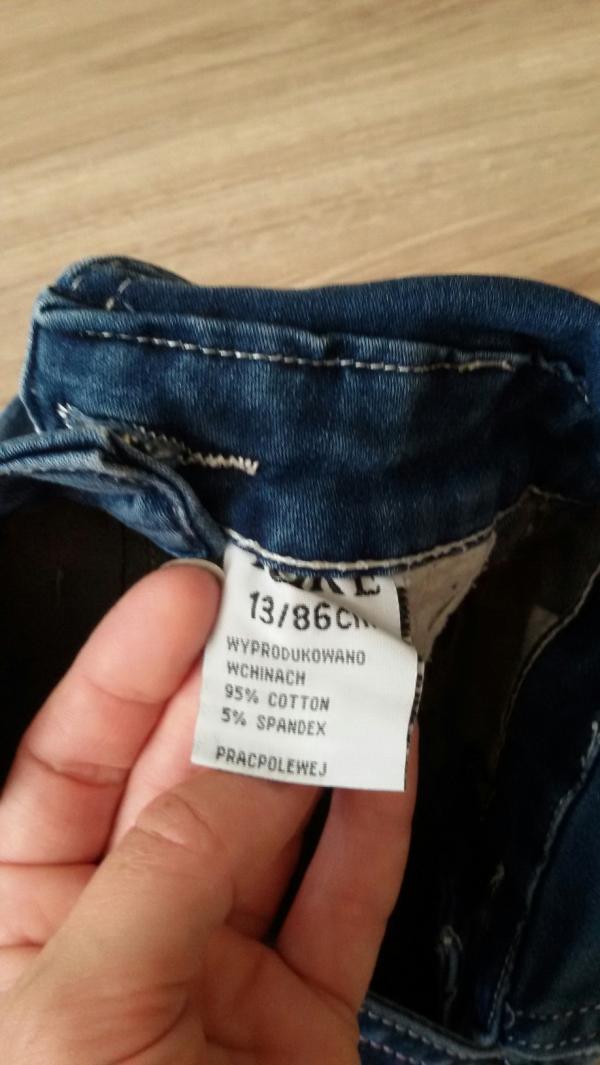 13/86cm
WYPRODUKOWANO
WCHINACH
95% COTTON
5% SPANDEX
PRACPOLEWEJ